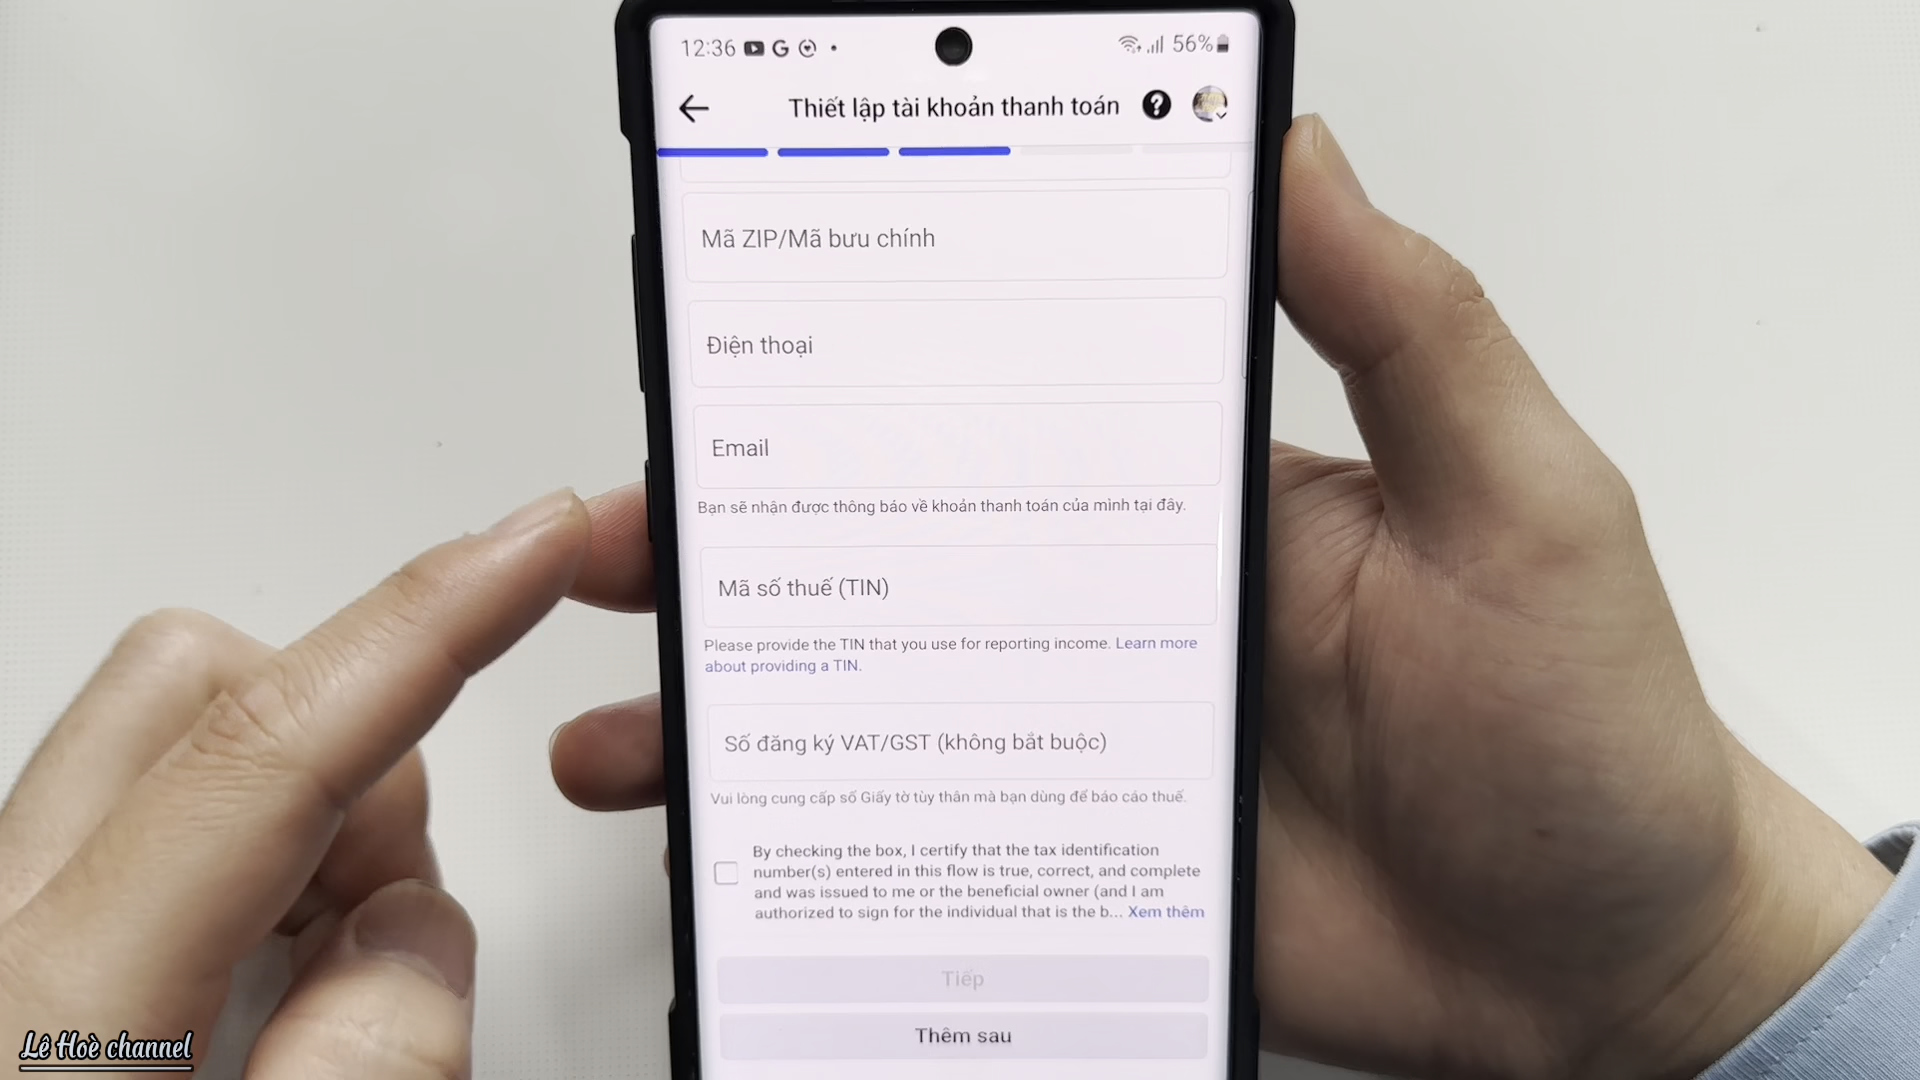 12:36 G 56%
Thiết lập tài khoản thanh toán ?
Mã ZIP/Mã bưu chính
Điện thoại
Email
Bạn sẽ nhận được thông báo về khoản thanh toán của mình tại đây.
Mã số thuế (TIN)
Please provide the TIN that you use for reporting income. Learn more
about providing a TIN.
Số đăng ký VAT/GST (không bắt buộc)
Vui lòng cung cấp số Giấy tờ tùy thân mà bạn dùng để báo cáo thuế.
By checking the box, I certify that the tax identification
number(s) entered in this flow is true, correct, and complete
and was issued to me or the beneficial owner (and I am
authorized to sign for the individual that is the b... Xem thêm
Tiếp
Thêm sau
Lê Hoè channel